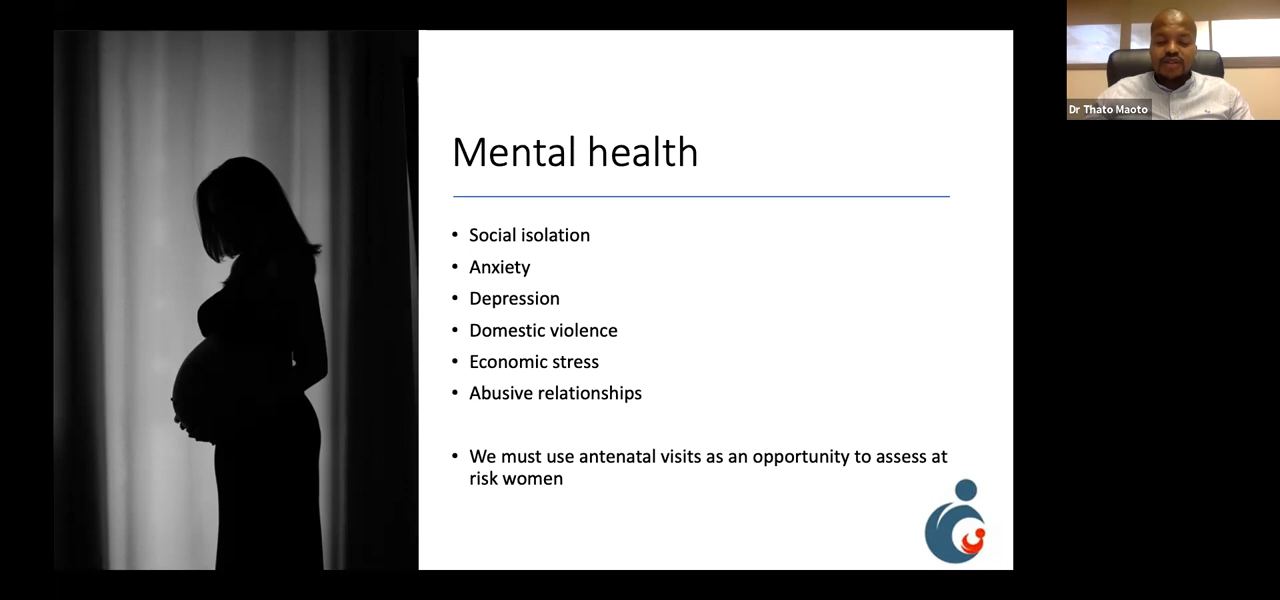 Dr Thato Maoto
Mental health
• Social isolation
• Anxiety
• Depression
• Domestic violence
• Economic stress
• Abusive relationships
• We must use antenatal visits as an opportunity to assess at
risk women